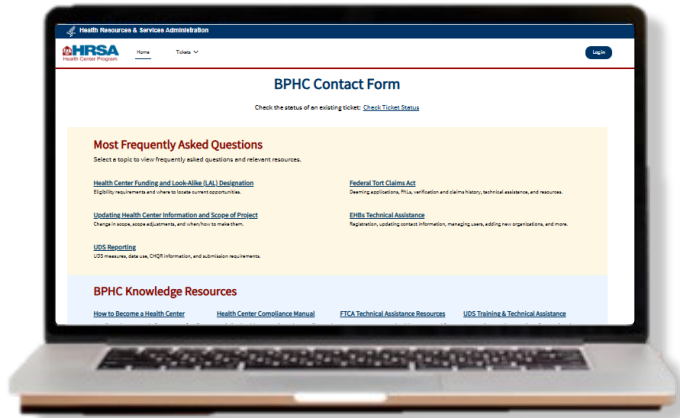 Health Resources & Services Administration
HRSA
Health Center Program
Home
Tickets
Log in
BPHC Contact Form
Check the status of an existing ticket: Check Ticket Status
Most Frequently Asked Questions
Select a topic to view frequently asked questions and relevant resources.
Health Center Funding and Look-Alike (LAL) Designation
Eligibility requirements and where to locate current opportunities.
Federal Tort Claims Act
Deeming applications, PHLs, verification and claims history, technical assistance, and resources.
Updating Health Center Information and Scope of Project
Change in scope, scope adjustments, and when/how to make them.
EHBs Technical Assistance
Registration, updating contact information, managing users, adding new organizations, and more.
UDS Reporting
UDS measures, data use, CHQR information, and submission requirements.
BPHC Knowledge Resources
How to Become a Health Center
Health Center Compliance Manual
FTCA Technical Assistance Resources
UDS Training & Technical Assistance